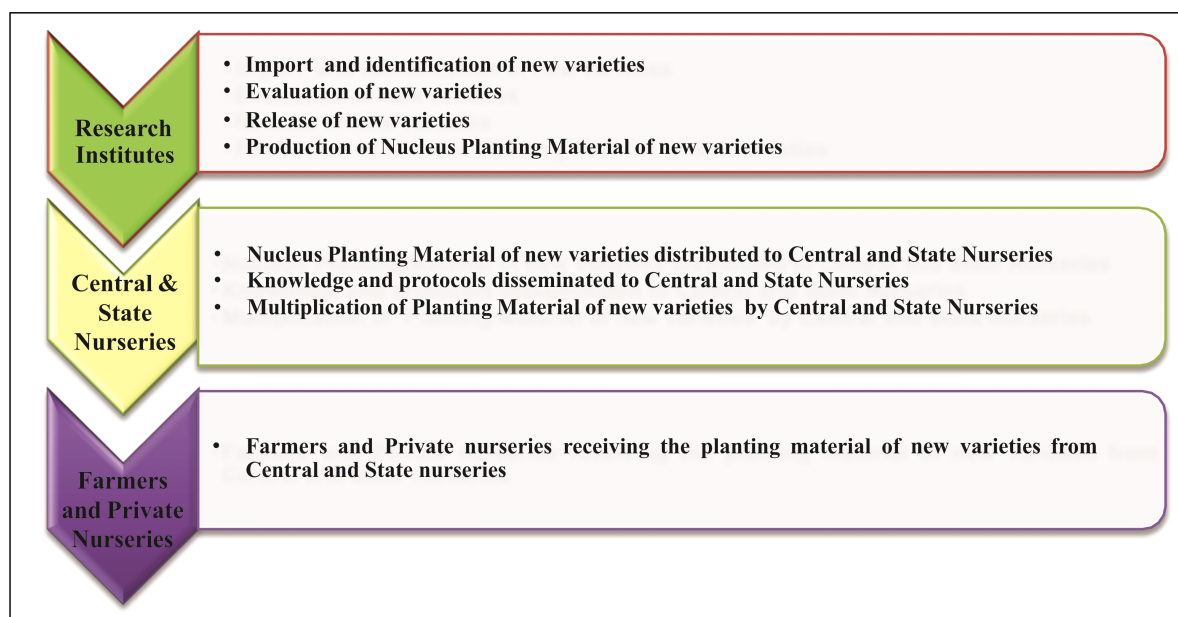 Research
Institutes
• Import and identification of new varieties
• Evaluation of new varieties
• Release of new varieties
• Production of Nucleus Planting Material of new varieties
Central &
State
Nurseries
• Nucleus Planting Material of new varieties distributed to Central and State Nurseries
• Knowledge and protocols disseminated to Central and State Nurseries
• Multiplication of Planting Material of new varieties by Central and State Nurseries
Farmers
and Private
Nurseries
• Farmers and Private nurseries receiving the planting material of new varieties from
Central and State nurseries